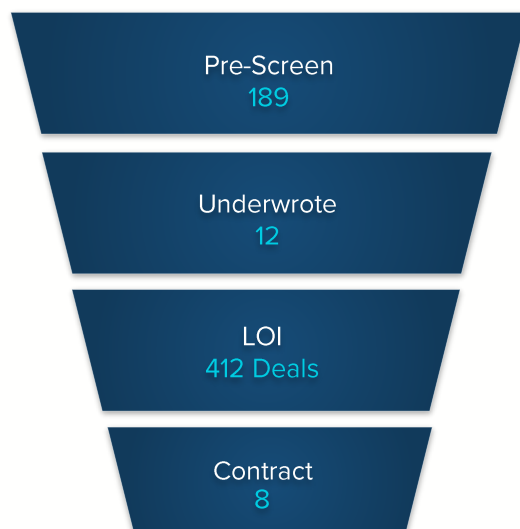 Pre-Screen
189
Underwrote
12
LOI
412 Deals
Contract
8